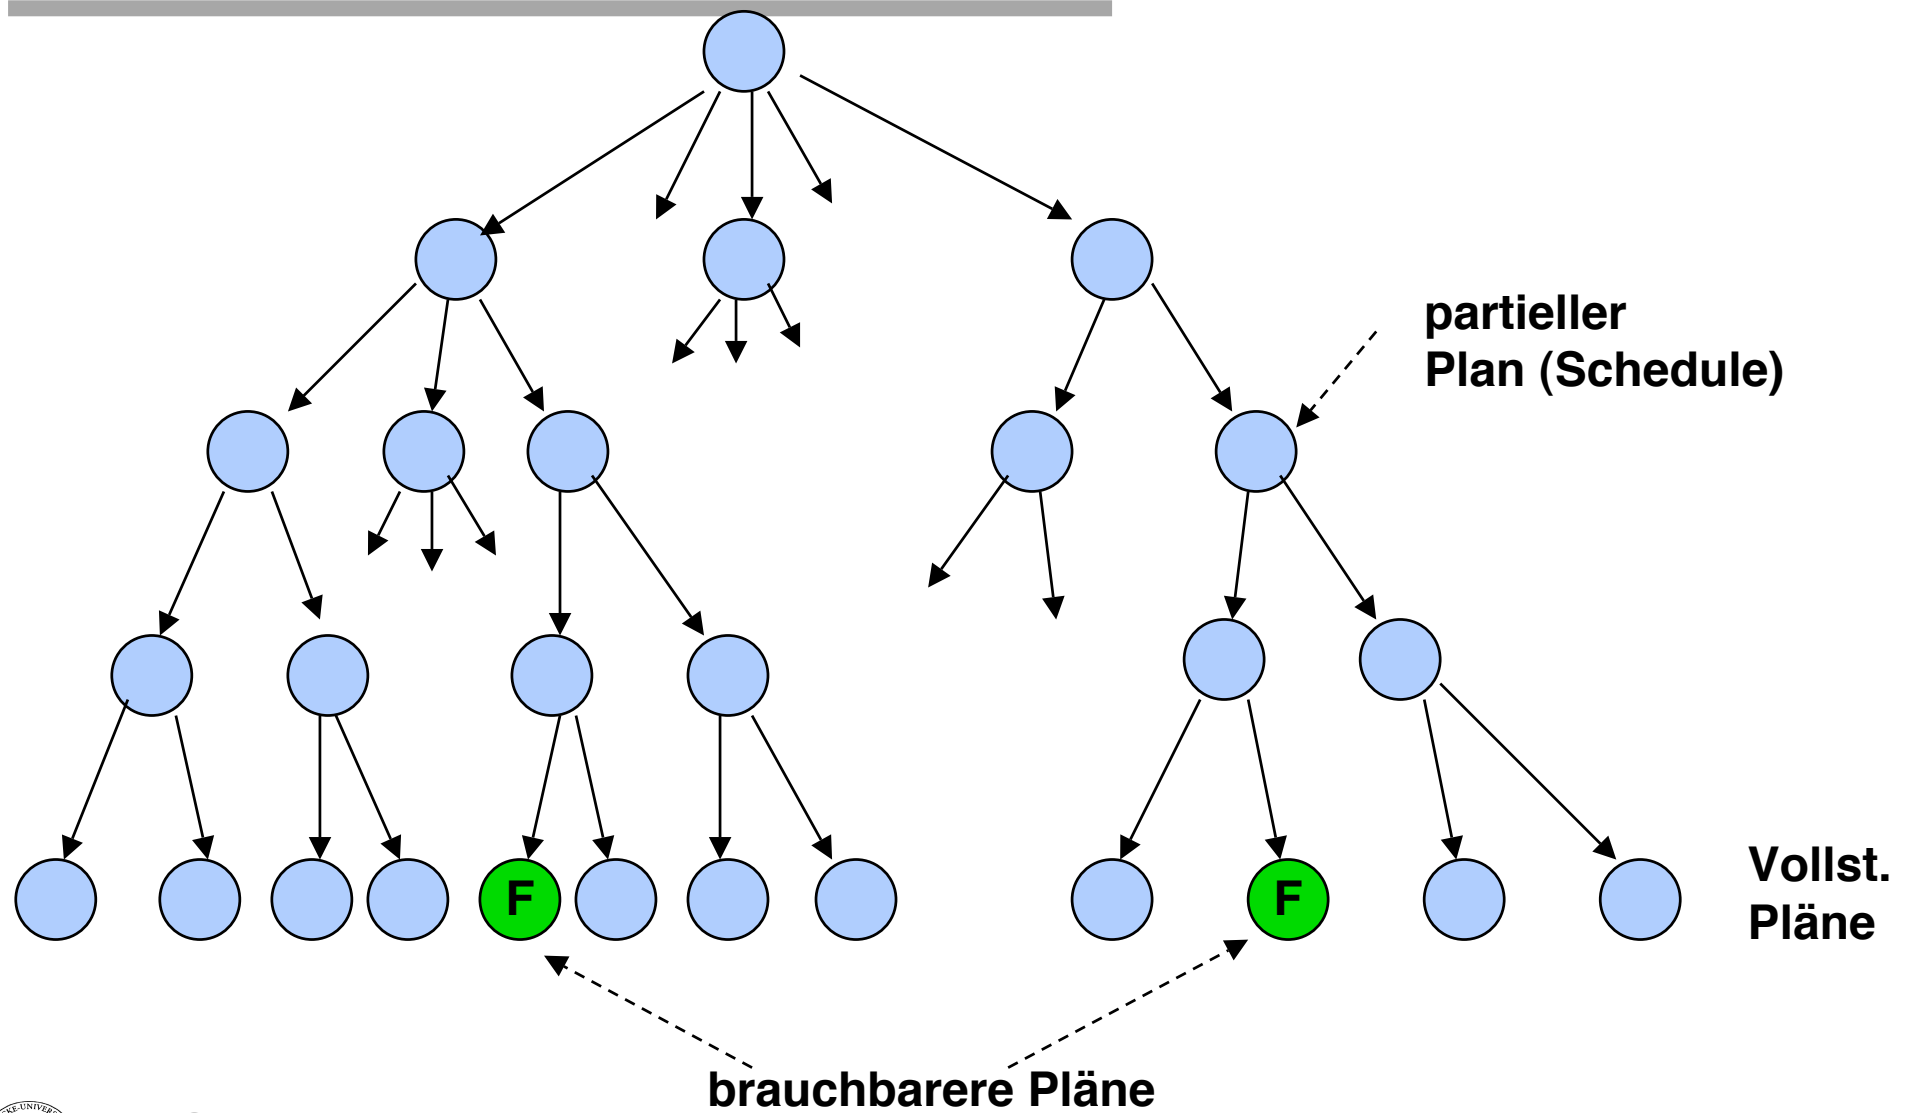 partieller
Plan (Schedule)
F
F
Vollst.
Pläne
brauchbarere Pläne